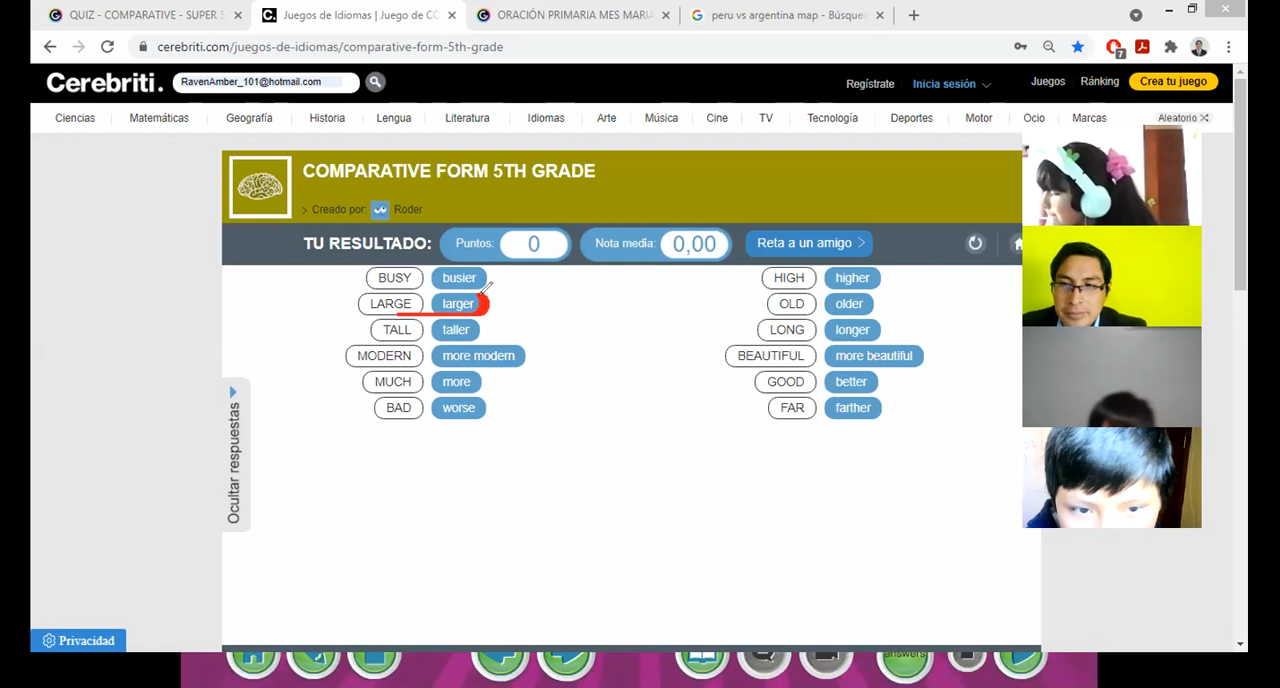 QUIZ - COMPARATIVE - SUPER 5
Juegos de Idiomas | Juego de CO
ORACIÓN PRIMARIA MES MARIA
peru vs argentina map - Búsque
cerebriti.com/juegos-de-idiomas/comparative-form-5th-grade
7
Cerebriti.
RavenAmber_101@hotmail.com
Regístrate
Inicia sesión
Juegos
Ránking
Crea tu juego
Ciencias
Matemáticas
Geografía
Historia
Lengua
Literatura
Idiomas
Arte
Música
Cine
TV
Tecnología
Deportes
Motor
Ocio
Marcas
Aleatorio
COMPARATIVE FORM 5TH GRADE
> Creado por: Roder
TU RESULTADO:
Puntos: 0
Nota media: 0,00
Reta a un amigo >
BUSY busier
LARGE larger
TALL taller
MODERN more modern
MUCH more
BAD worse
HIGH higher
OLD older
LONG longer
BEAUTIFUL more beautiful
GOOD better
FAR farther
Ocultar respuestas
Privacidad
answers